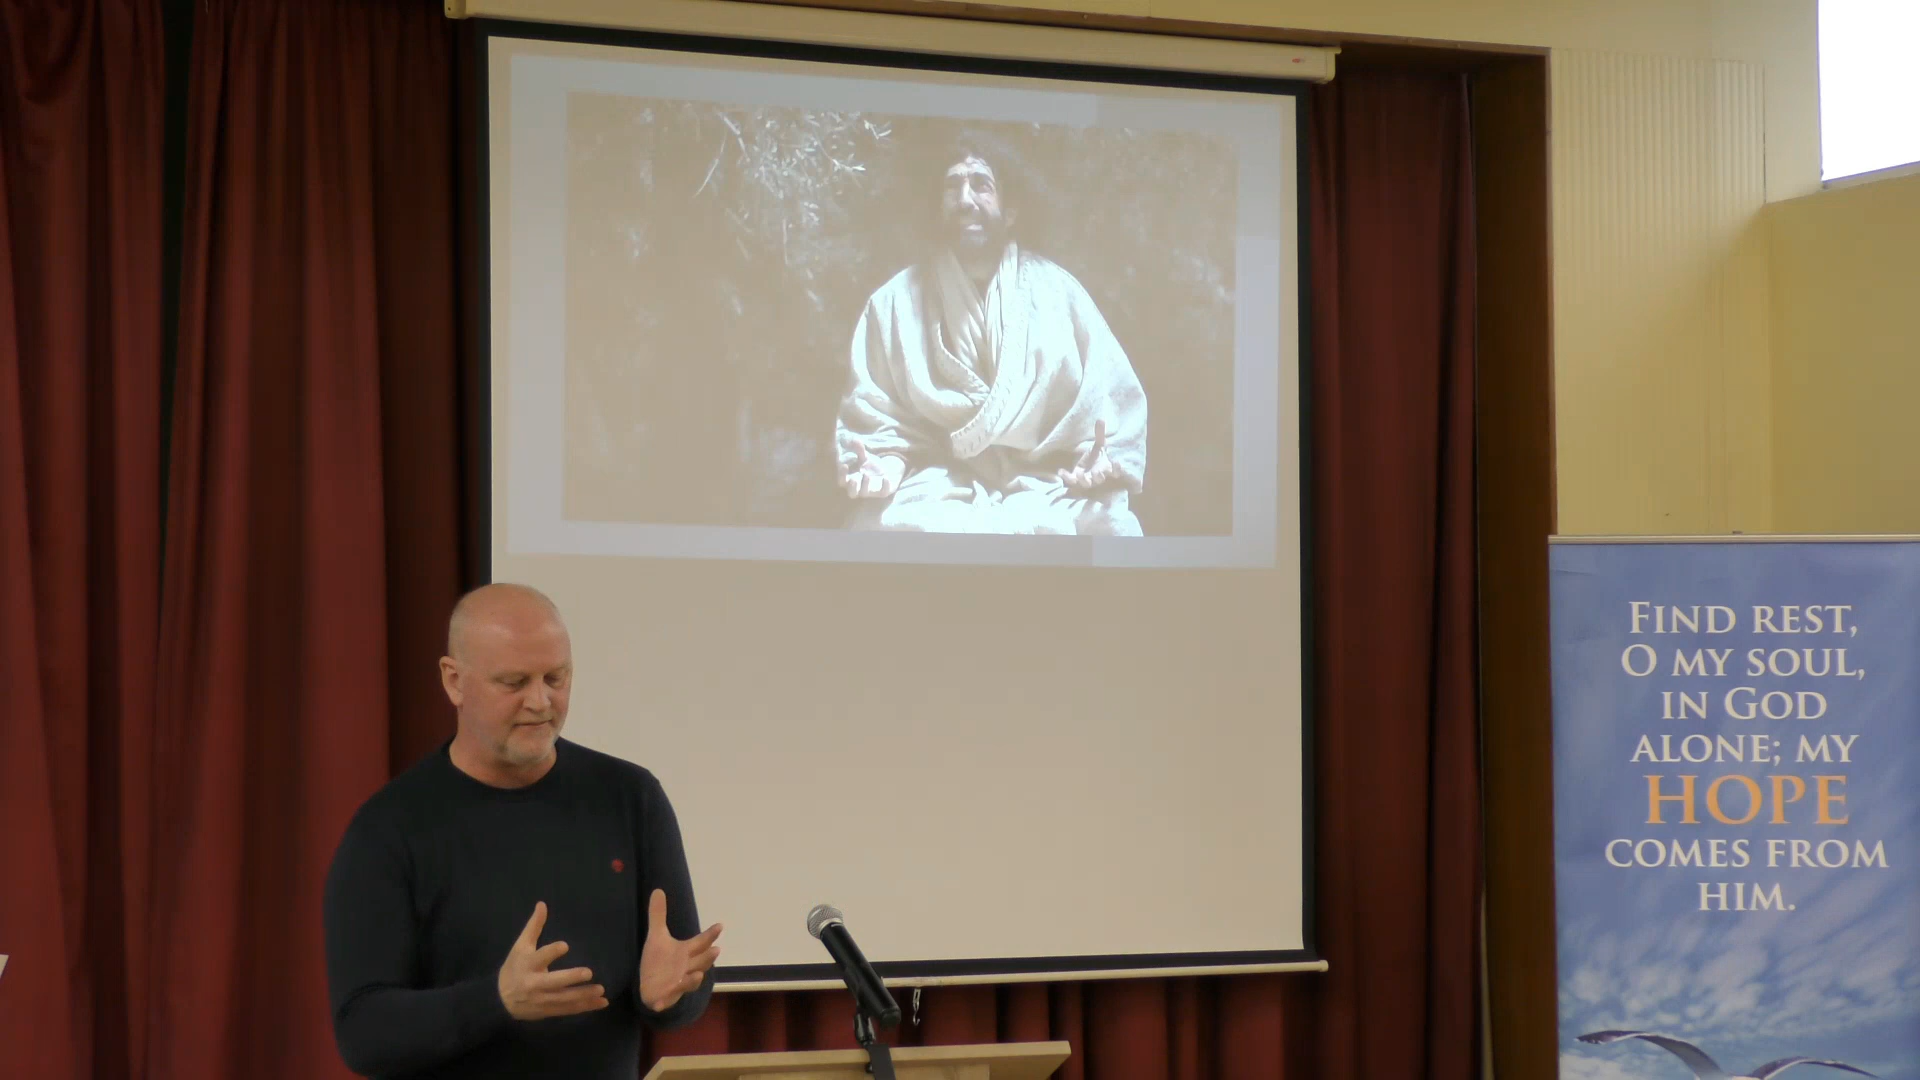 FIND REST,
O MY SOUL,
IN GOD
ALONE; MY
HOPE
COMES FROM
HIM.